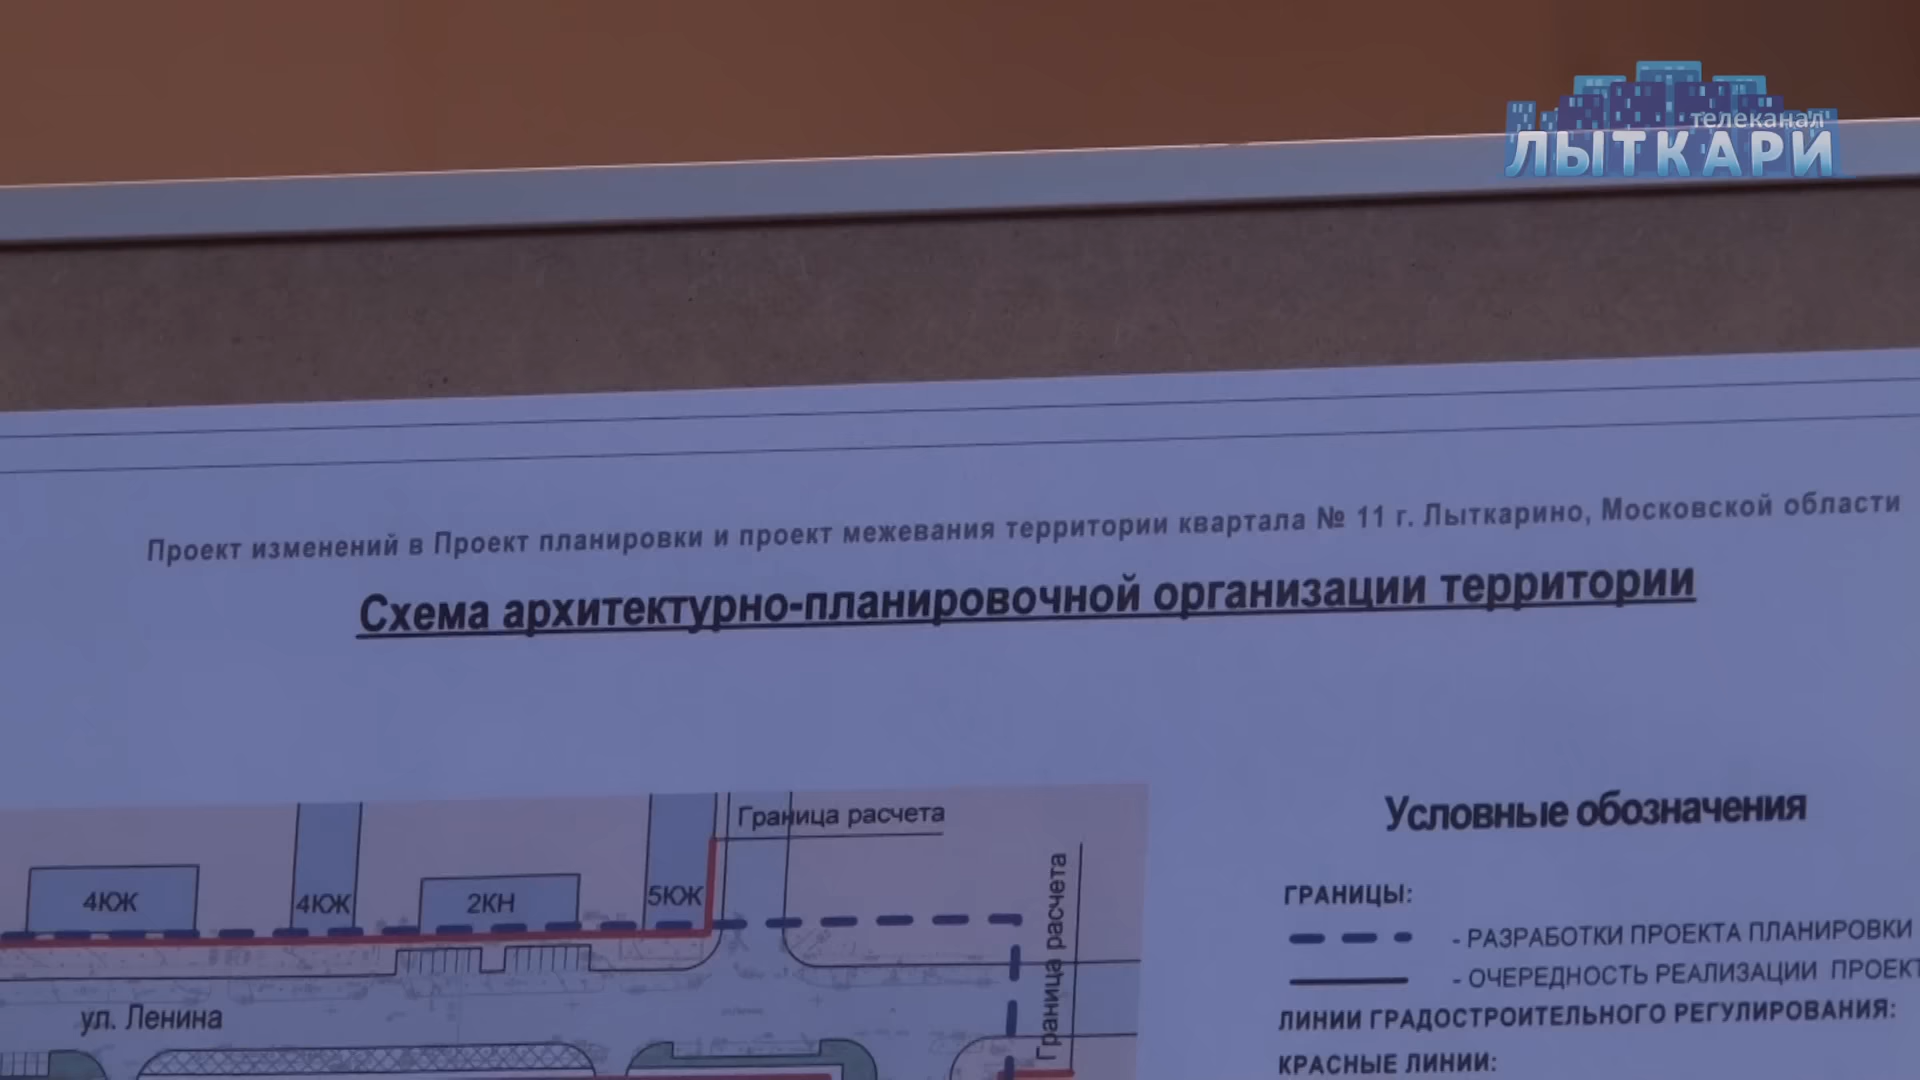 телеканал
ЛЫТКАРИ
Проект изменений в Проект планировки и проект межевания территории квартала № 11 г. Лыткарино, Московской области
Схема архитектурно-планировочной организации территории
Граница расчета
Условные обозначения
4КЖ
4КЖ
2КН
5КЖ
Граница расчета
ГРАНИЦЫ:
- РАЗРАБОТКИ ПРОЕКТА ПЛАНИРОВКИ
- ОЧЕРЕДНОСТЬ РЕАЛИЗАЦИИ ПРОЕКТ
ул. Ленина
ЛИНИИ ГРАДОСТРОИТЕЛЬНОГО РЕГУЛИРОВАНИЯ:
КРАСНЫЕ ЛИНИИ: